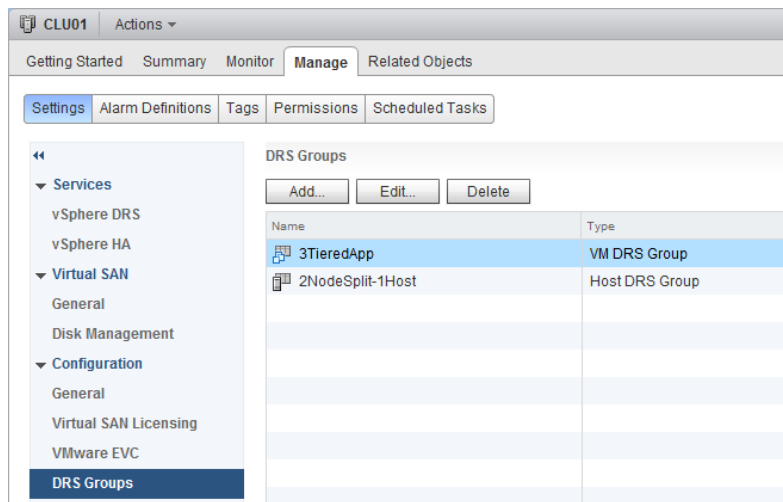 CLU01 Actions
Getting Started Summary Monitor Manage Related Objects
Settings Alarm Definitions Tags Permissions Scheduled Tasks
DRS Groups
Services
Add... Edit... Delete
vSphere DRS
Name Type
vSphere HA
3TieredApp VM DRS Group
Virtual SAN
2NodeSplit-1Host Host DRS Group
General
Disk Management
Configuration
General
Virtual SAN Licensing
VMware EVC
DRS Groups